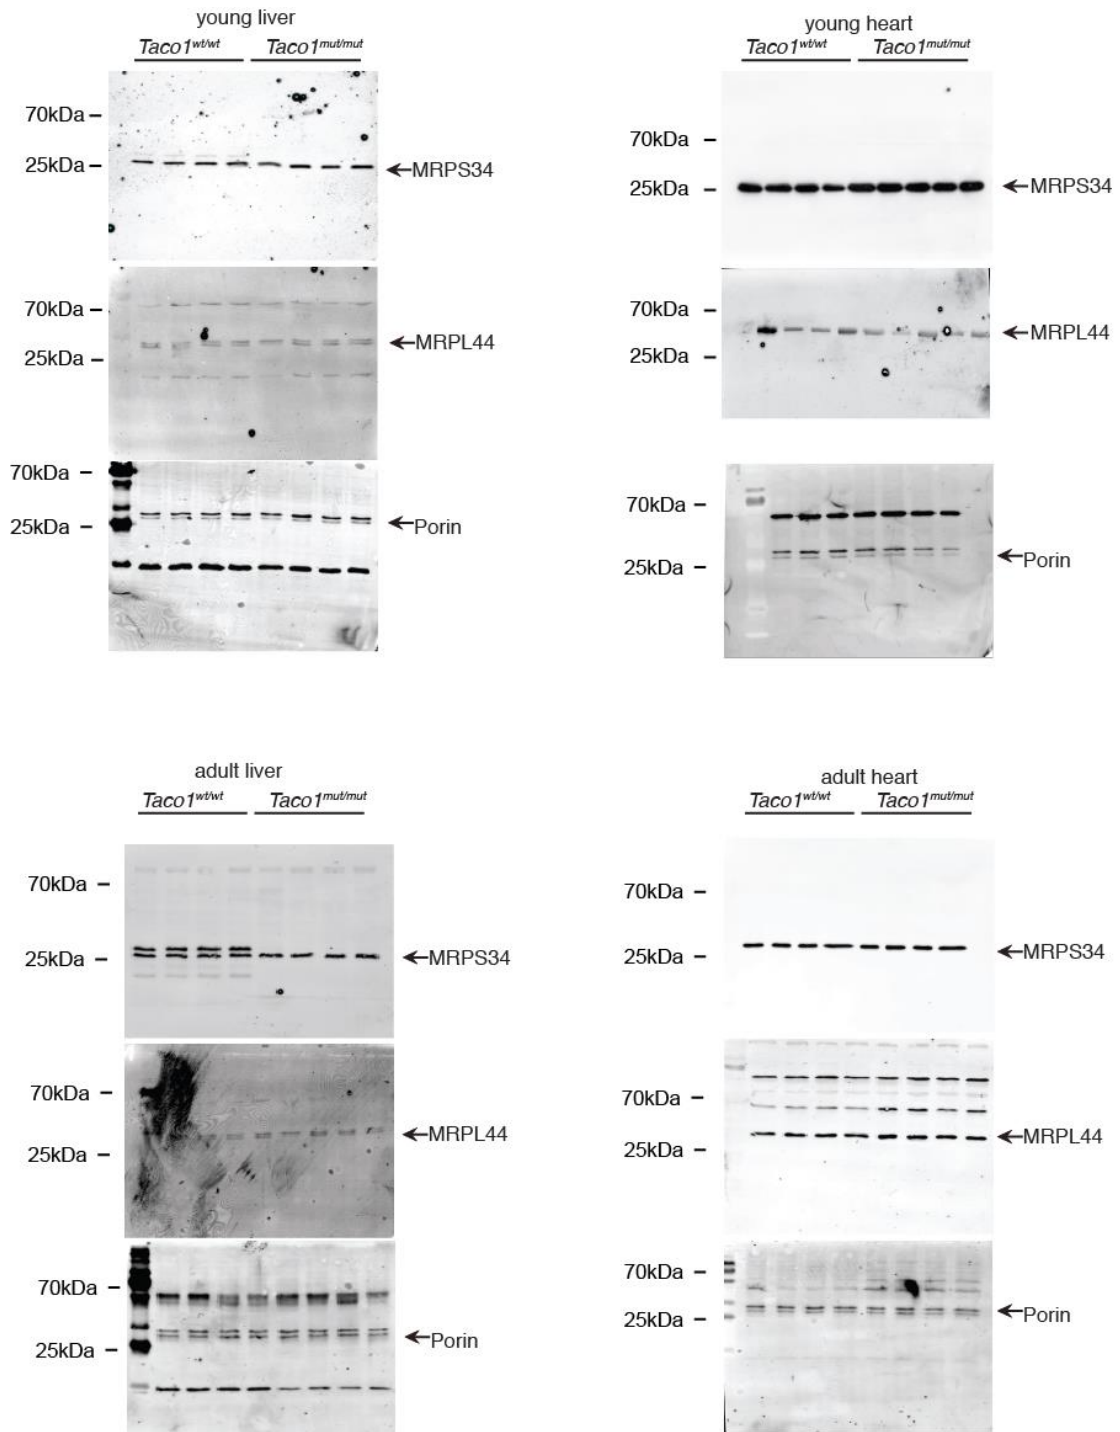 young liver
Taco1wt/wt Taco1mut/mut
70kDa
25kDa
MRPS34
70kDa
MRPL44
25kDa
70kDa
25kDa
Porin
young heart
Taco1wt/wt Taco1mut/mut
70kDa
25kDa
MRPS34
70kDa
MRPL44
25kDa
70kDa
Porin
25kDa
adult liver
Taco1wt/wt Taco1mut/mut
70kDa
25kDa
MRPS34
70kDa
MRPL44
25kDa
70kDa
Porin
25kDa
adult heart
Taco1wt/wt Taco1mut/mut
70kDa
MRPS34
25kDa
70kDa
MRPL44
25kDa
70kDa
Porin
25kDa